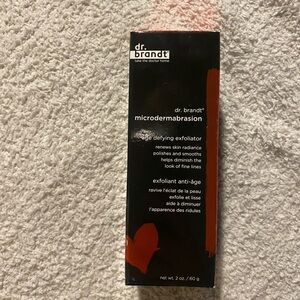 dr.
brandt®
take the doctor home
dr. brandt®
microdermabrasion
age defying exfoliator
renews skin radiance
polishes and smooths
helps diminish the
look of fine lines
exfoliant anti-âge
ravive l'éclat de la peau
exfolie et lisse
aide à diminuer
l'apparence des ridules
net wt. 2 oz. / 60 g